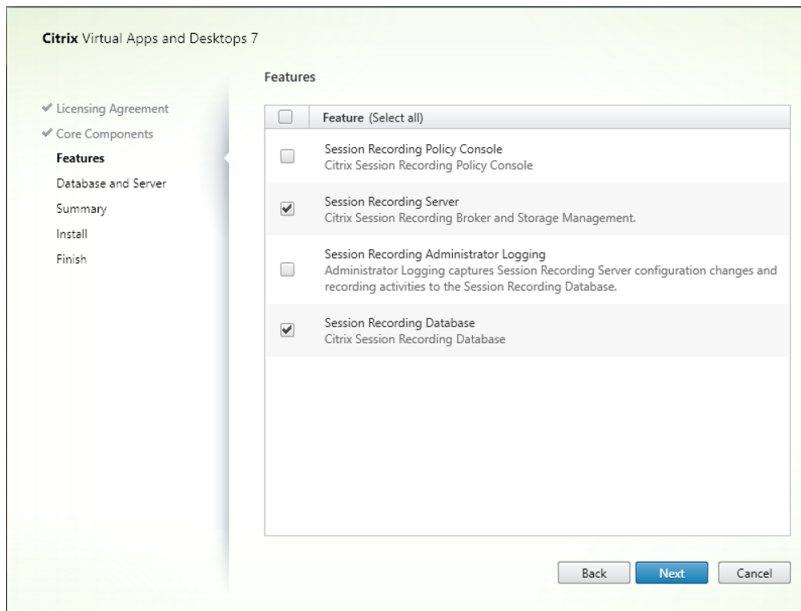 Citrix Virtual Apps and Desktops 7
Licensing Agreement
Core Components
Features
Database and Server
Summary
Install
Finish
Features
Feature (Select all)
Session Recording Policy Console
Citrix Session Recording Policy Console
Session Recording Server
Citrix Session Recording Broker and Storage Management.
Session Recording Administrator Logging
Administrator Logging captures Session Recording Server configuration changes and
recording activities to the Session Recording Database.
Session Recording Database
Citrix Session Recording Database
Back
Next
Cancel